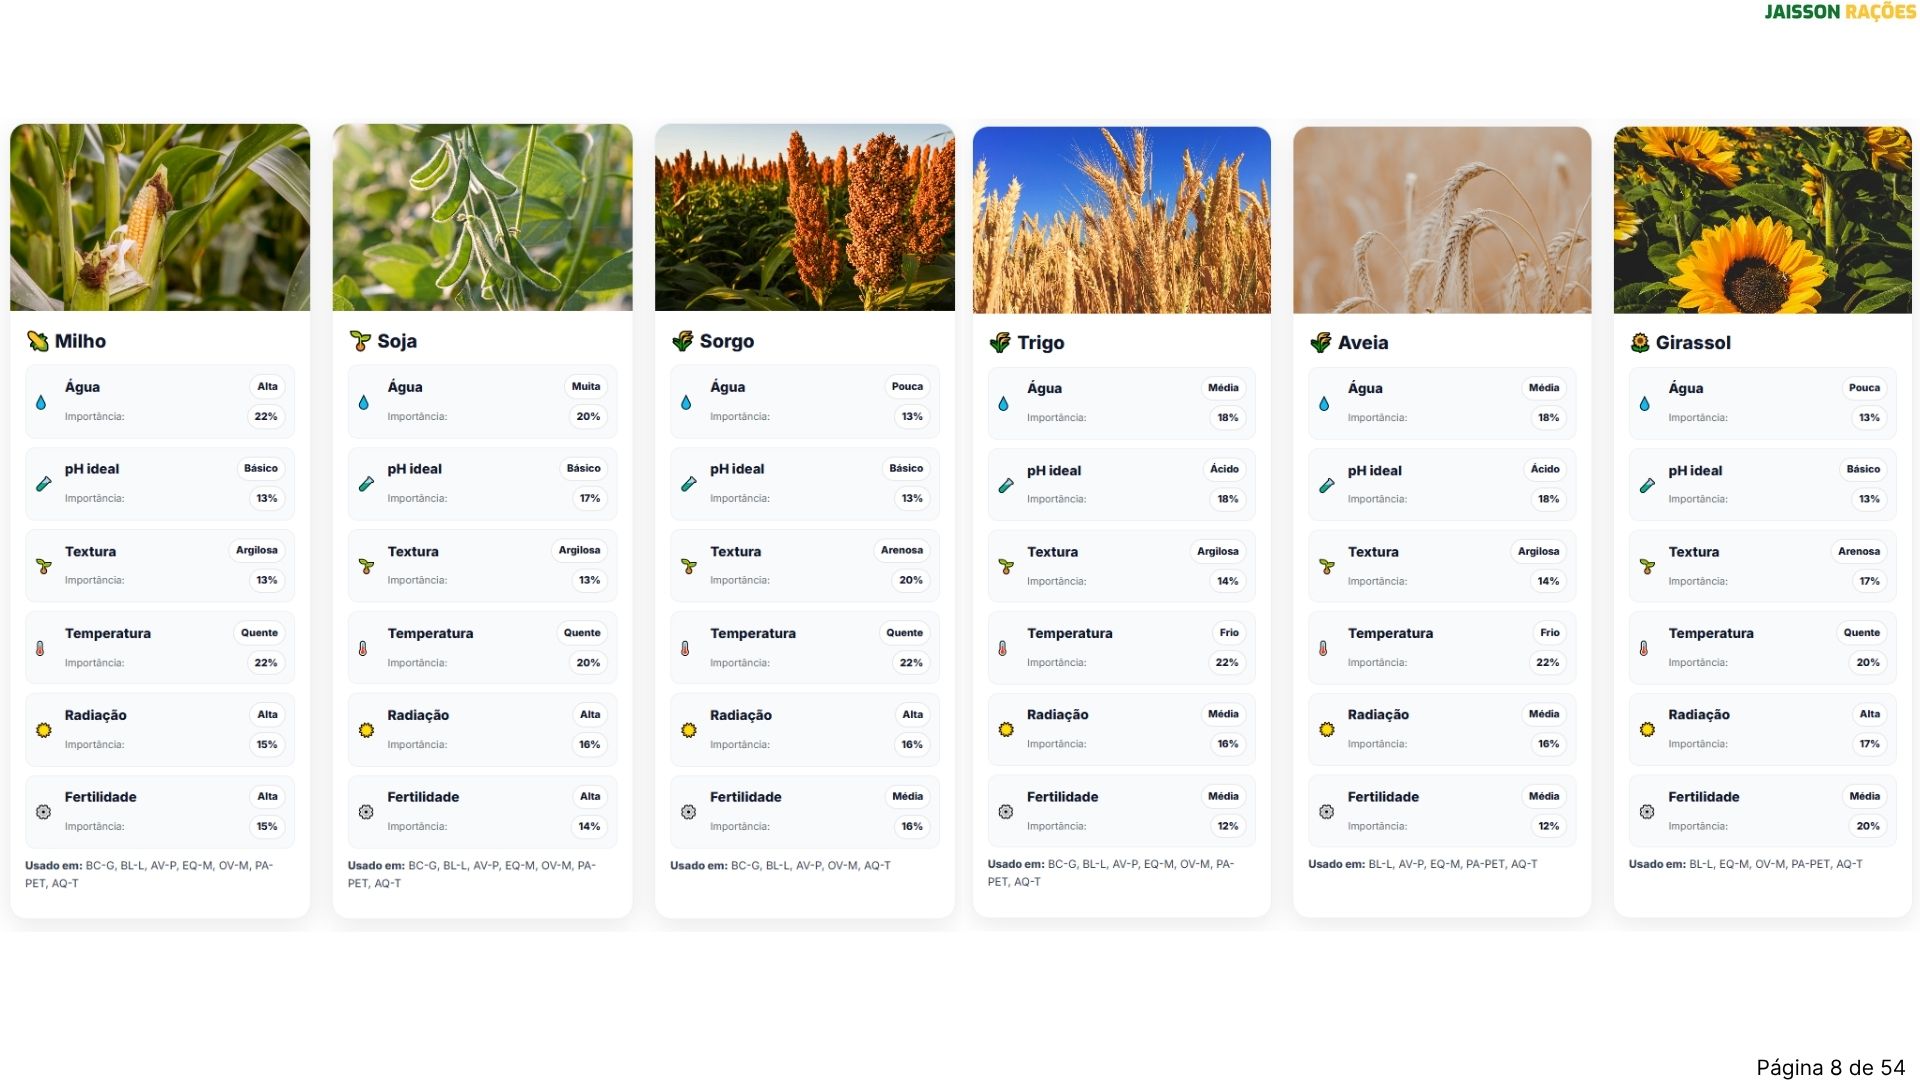 JAISSON RAÇÕES
Milho
Água Alta
Importância: 22%
pH ideal Básico
Importância: 13%
Textura Argilosa
Importância: 13%
Temperatura Quente
Importância: 22%
Radiação Alta
Importância: 15%
Fertilidade Alta
Importância: 15%
Usado em: BC-G, BL-L, AV-P, EQ-M, OV-M, PA-
PET, AQ-T
Soja
Água Muita
Importância: 20%
pH ideal Básico
Importância: 17%
Textura Argilosa
Importância: 13%
Temperatura Quente
Importância: 20%
Radiação Alta
Importância: 16%
Fertilidade Alta
Importância: 14%
Usado em: BC-G, BL-L, AV-P, EQ-M, OV-M, PA-
PET, AQ-T
Sorgo
Água Pouca
Importância: 13%
pH ideal Básico
Importância: 13%
Textura Arenosa
Importância: 20%
Temperatura Quente
Importância: 22%
Radiação Alta
Importância: 16%
Fertilidade Média
Importância: 16%
Usado em: BC-G, BL-L, AV-P, OV-M, AQ-T
Trigo
Água Média
Importância: 18%
pH ideal Ácido
Importância: 18%
Textura Argilosa
Importância: 14%
Temperatura Frio
Importância: 22%
Radiação Média
Importância: 16%
Fertilidade Média
Importância: 12%
Usado em: BC-G, BL-L, AV-P, EQ-M, OV-M, PA-
PET, AQ-T
Aveia
Água Média
Importância: 18%
pH ideal Ácido
Importância: 18%
Textura Argilosa
Importância: 14%
Temperatura Frio
Importância: 22%
Radiação Média
Importância: 16%
Fertilidade Média
Importância: 12%
Usado em: BL-L, AV-P, EQ-M, PA-PET, AQ-T
Girassol
Água Pouca
Importância: 13%
pH ideal Básico
Importância: 13%
Textura Arenosa
Importância: 17%
Temperatura Quente
Importância: 20%
Radiação Alta
Importância: 17%
Fertilidade Média
Importância: 20%
Usado em: BL-L, EQ-M, OV-M, PA-PET, AQ-T
Página 8 de 54